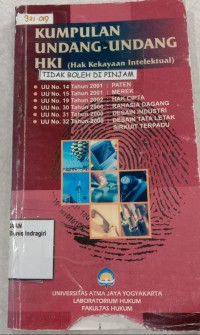 KUMPULAN
UNDANG-UNDANG
HKI (Hak Kekayaan Intelektual)
TIDAK BOLEH DI PINJAM
UU No. 14 Tahun 2001 : PATEN
UU No. 15 Tahun 2001 : MEREK
UU No. 19 Tahun 2002 : HAK CIPTA
UU No. 30 Tahun 2000 : RAHASIA DAGANG
UU No. 31 Tahun 2000 : DESAIN INDUSTRI
UU No. 32 Tahun 2000 : DESAIN TATA LETAK
SIRKUIT TERPADU
Indragiri
UNIVERSITAS ATMA JAYA YOGYAKARTA
LABORATORIUM HUKUM
FAKULTAS HUKUM